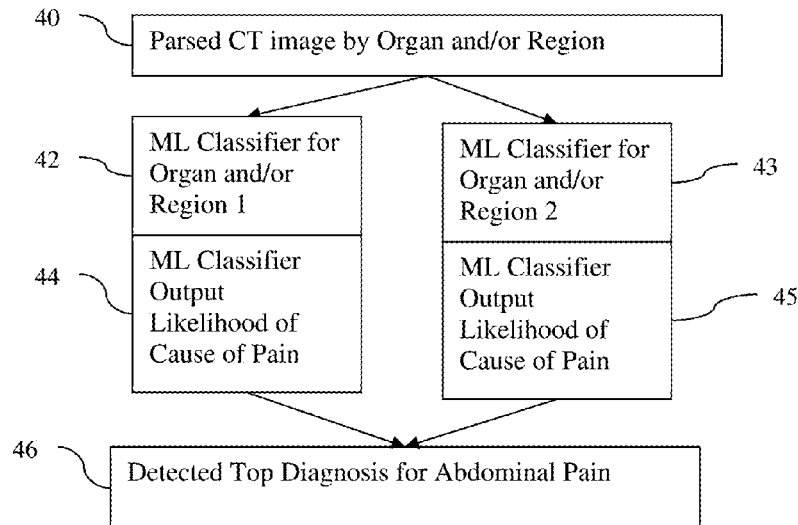 40
Parsed CT image by Organ and/or Region
42
ML Classifier for
Organ and/or
Region 1
ML Classifier for
Organ and/or
Region 2
43
44
ML Classifier
Output
Likelihood of
Cause of Pain
ML Classifier
Output
Likelihood of
Cause of Pain
45
46
Detected Top Diagnosis for Abdominal Pain